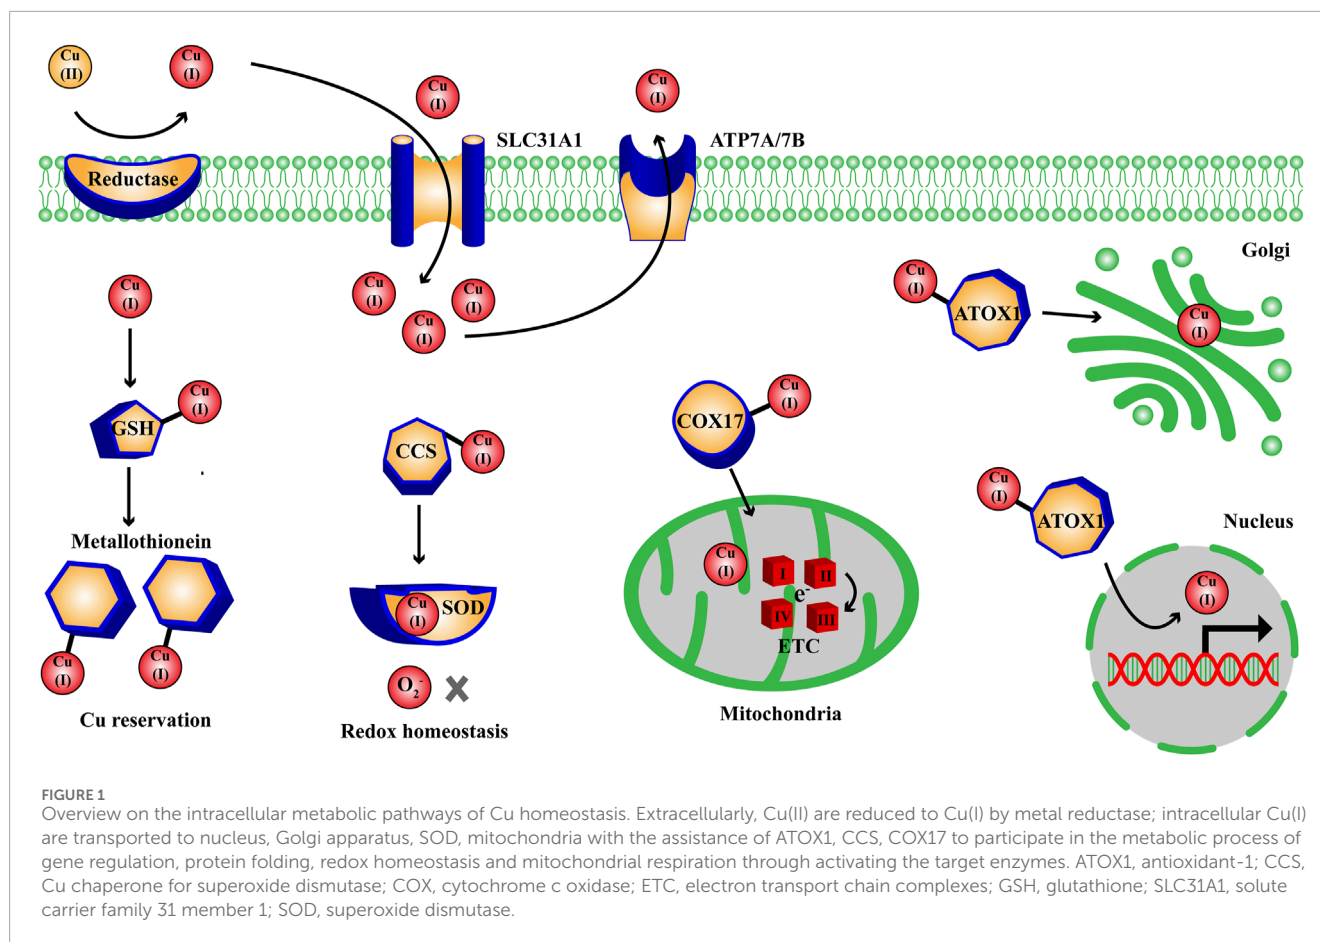 Cu
(II)
Cu
(I)
Cu
(I)
SLC31A1
Cu
(I)
ATP7A/7B
Reductase
Cu
(I)
Cu
(I)
Cu
(I)
Cu
(I)
Cu
(I)
ATOX1
Golgi
Cu
(I)
Cu
(I)
GSH
Cu
(I)
CCS
Cu
(I)
COX17
Cu
(I)
ATOX1
Nucleus
Metallothionein
Cu
(I)
Cu
(I)
Cu reservation
Cu
(I)
SOD
O2-
Redox homeostasis
Cu
(I)
I
II
e-
IV
III
ETC
Mitochondria
Cu
(I)
FIGURE 1
Overview on the intracellular metabolic pathways of Cu homeostasis. Extracellularly, Cu(II) are reduced to Cu(I) by metal reductase; intracellular Cu(I)
are transported to nucleus, Golgi apparatus, SOD, mitochondria with the assistance of ATOX1, CCS, COX17 to participate in the metabolic process of
gene regulation, protein folding, redox homeostasis and mitochondrial respiration through activating the target enzymes. ATOX1, antioxidant-1; CCS,
Cu chaperone for superoxide dismutase; COX, cytochrome c oxidase; ETC, electron transport chain complexes; GSH, glutathione; SLC31A1, solute
carrier family 31 member 1; SOD, superoxide dismutase.